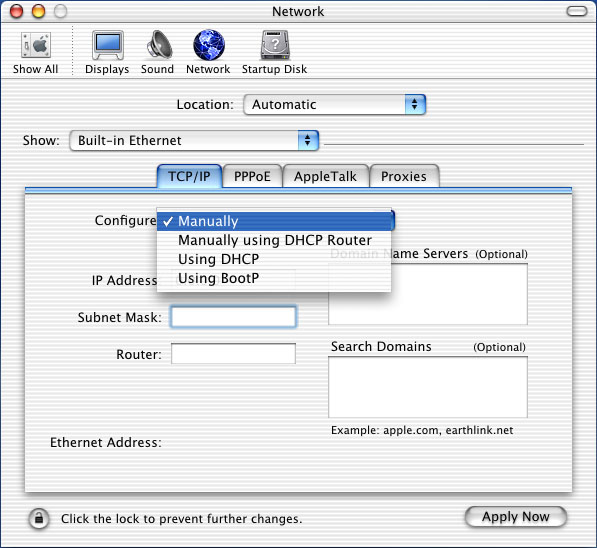 Network
Show All Displays Sound Network Startup Disk
Location: Automatic
Show: Built-in Ethernet
TCP/IP PPPoE AppleTalk Proxies
Configure
✓ Manually
Manually using DHCP Router
Using DHCP
Using BootP
Domain Name Servers (Optional)
IP Address
Subnet Mask:
Router:
Search Domains (Optional)
Example: apple.com, earthlink.net
Ethernet Address:
Click the lock to prevent further changes.
Apply Now